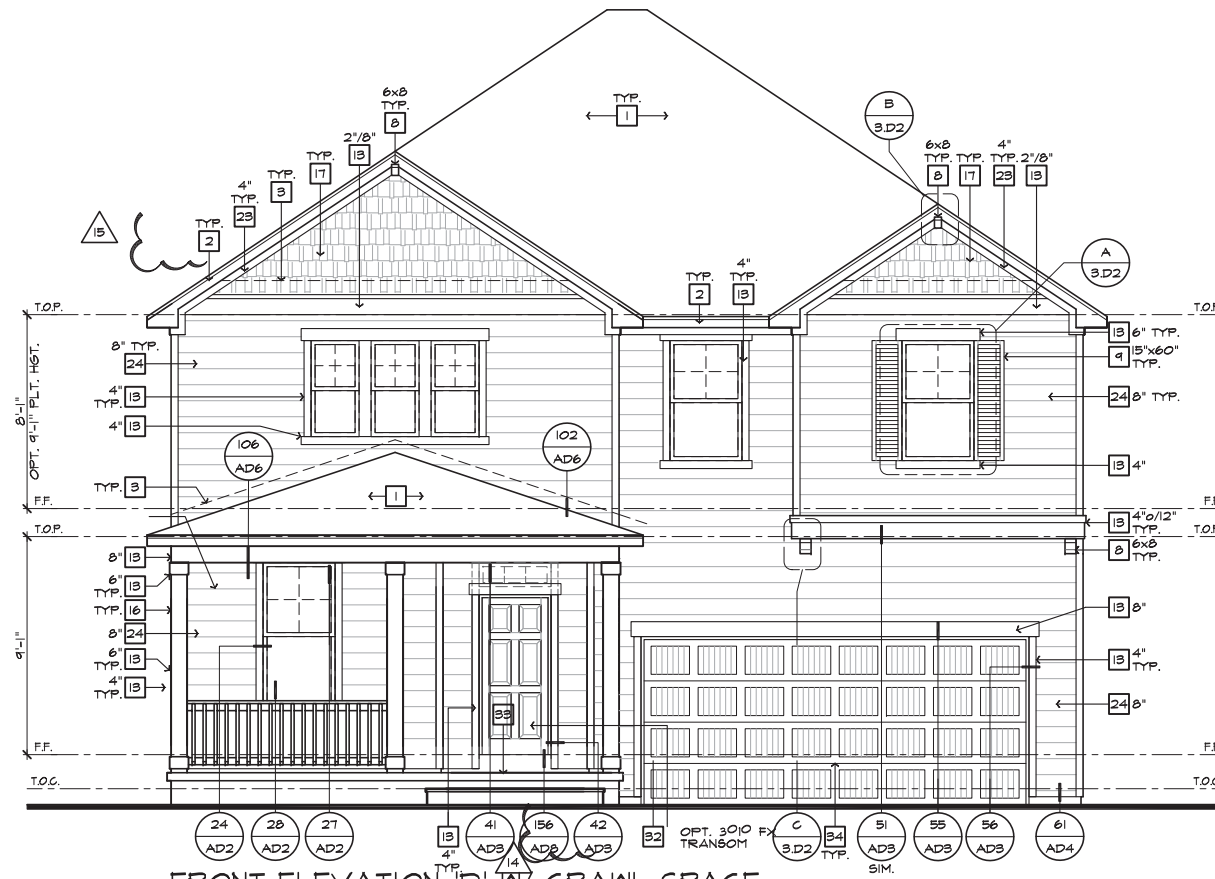 6x8
TYP.
8
TYP.
1
B
3.D2
2"/8"
13
TYP.
17
TYP.
3
4"
TYP.
23
TYP.
2
15
6x8
TYP.
8
TYP.
17
4"
TYP.
23
2"/8"
13
A
3.D2
TYP.
2
4"
TYP.
13
T.O.P.
T.O.P.
8" TYP.
24
4"
TYP. 13
4" 13
13 6" TYP.
9 15"x60"
TYP.
24 8" TYP.
13 4"
8'-1"
OPT. 9'-1" PLT. HGT.
106
AD6
102
AD6
TYP. 3
1
F.F.
T.O.P.
13 4"o/12"
TYP.
8 6x8
TYP.
8" 13
6"
TYP. 13
TYP. 16
8" 24
6"
TYP. 13
4"
TYP. 13
9'-1"
13 8"
13 4"
TYP.
24 8"
33
F.F.
T.O.C.
T.O.C.
24
AD2
28
AD2
27
AD2
13
4"
TYP.
41
AD3
156
AD8
42
AD3
14
32
OPT. 3010 FX
TRANSOM
C
3.D2
34
TYP.
51
AD3
SIM.
55
AD3
56
AD3
61
AD4
FRONT ELEVATION
CRAWL SPACE